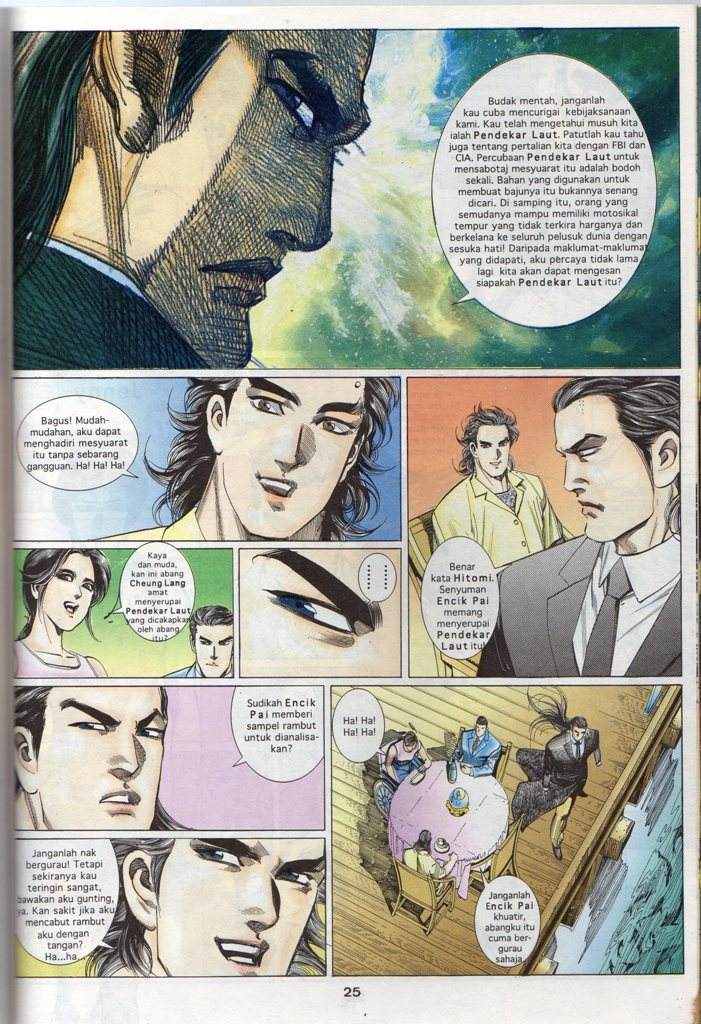 Budak mentah, janganlah
kau cuba mencurigai kebijaksanaan
kami. Kau telah mengetahui musuh kita
ialah Pendekar Laut. Patutlah kau tahu
juga tentang pertalian kita dengan FBI dan
CIA. Percubaan Pendekar Laut untuk
mensabotaj mesyuarat itu adalah bodoh
sekali. Bahan yang digunakan untuk
membuat bajunya itu bukannya senang
dicari. Di samping itu, orang yang
semudanya mampu memiliki motosikal
tempur yang tidak terkira harganya dan
berkelana ke seluruh pelusuk dunia dengan
sesuka hati! Daripada maklumat-maklumat
yang didapati, aku percaya tidak lama
lagi kita akan dapat mengesan
siapakah Pendekar Laut itu?
Bagus! Mudah-
mudahan, aku dapat
menghadiri mesyuarat
itu tanpa sebarang
gangguan. Ha! Ha! Ha!
Benar
kata Hitomi.
Senyuman
Encik Pai
memang
menyerupai
Pendekar
Laut itu!
Kaya
dan muda,
kan ini abang
Cheung Lang
amat
menyerupai
Pendekar Laut
yang dicakapkan
oleh abang
itu?
Sudikah Encik
Pai memberi
sampel rambut
untuk dianalisa-
kan?
Janganlah nak
bergurau! Tetapi
sekiranya kau
teringin sangat,
bawakan aku gunting,
ya. Kan sakit jika aku
mencabut rambut
aku dengan
tangan?
Ha...ha..
Ha! Ha!
Ha! Ha!
Janganlah
Encik Pai
khuatir,
abangku itu
cuma ber-
gurau
sahaja.
25